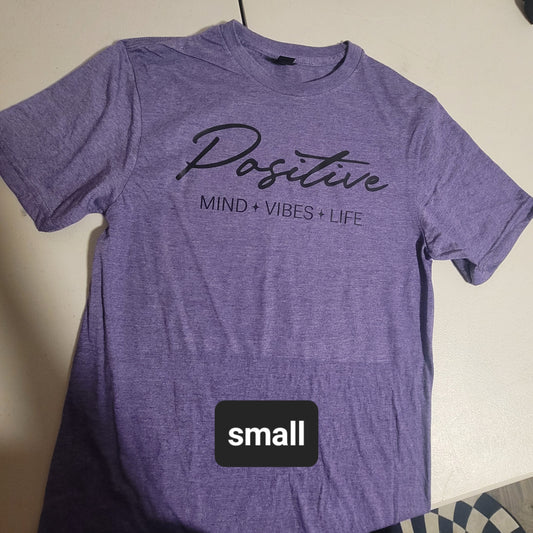 Positive
MIND + VIBES + LIFE
small